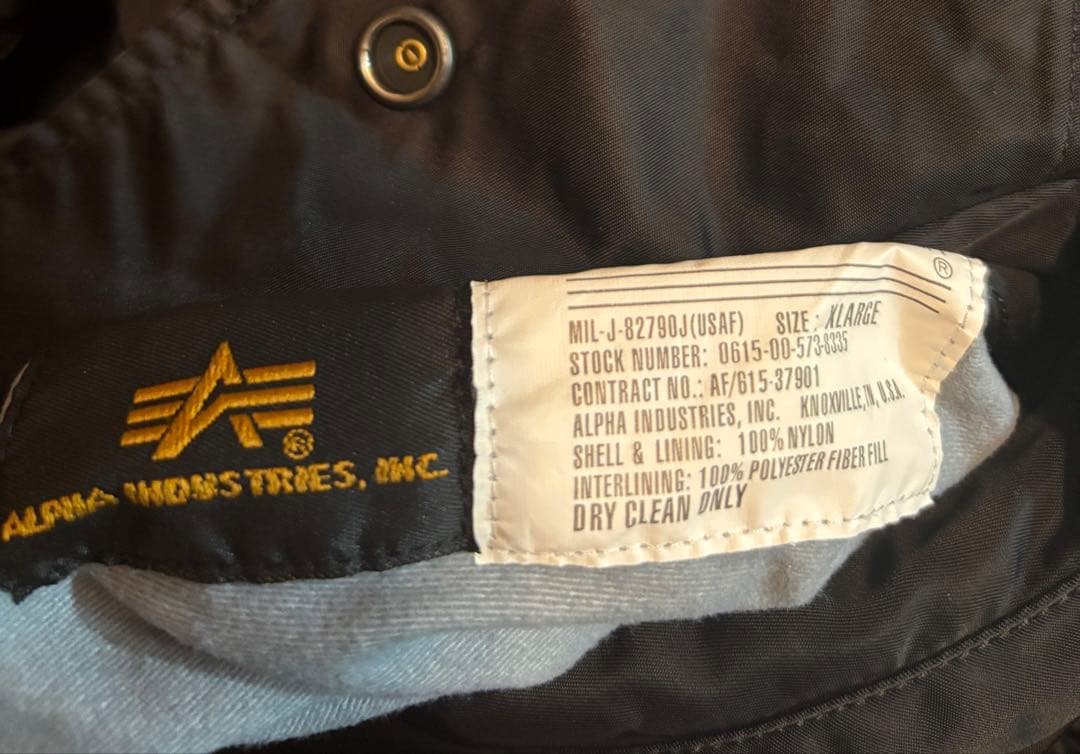 ALPHA INDUSTRIES, INC.
®
®
MIL-J-82790J(USAF) SIZE: XLARGE
STOCK NUMBER: 0615-00-573-8335
CONTRACT NO.: AF/615-37901
ALPHA INDUSTRIES, INC. KNOXVILLE,TN, U.S.A.
SHELL & LINING: 100% NYLON
INTERLINING: 100% POLYESTER FIBER FILL
DRY CLEAN ONLY